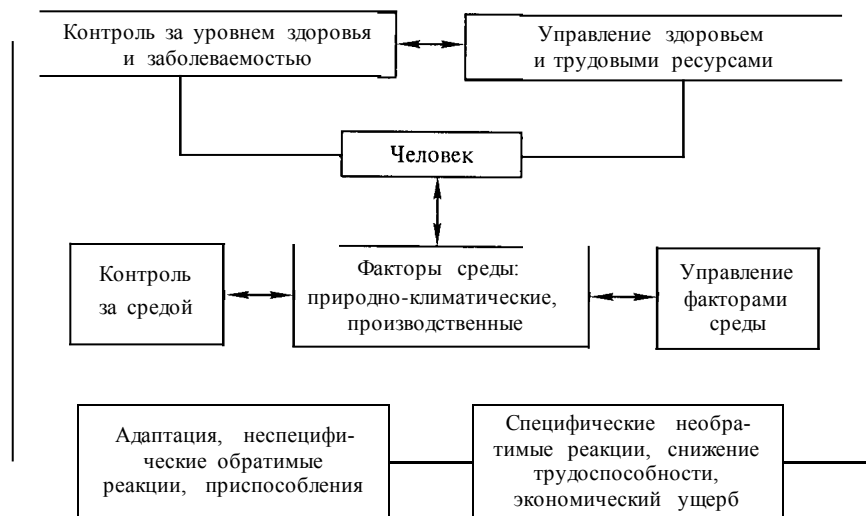 Контроль за уровнем здоровья
и заболеваемостью
Управление здоровьем
и трудовыми ресурсами
Человек
Контроль
за средой
Факторы среды:
природно-климатические,
производственные
Управление
факторами
среды
Адаптация, неспецифи-
ческие обратимые
реакции, приспособления
Специфические необра-
тимые реакции, снижение
трудоспособности,
экономический ущерб